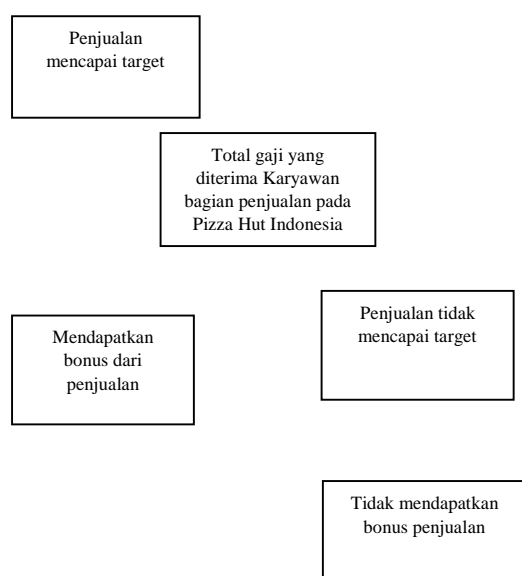 Penjualan
mencapai target
Total gaji yang
diterima Karyawan
bagian penjualan pada
Pizza Hut Indonesia
Penjualan tidak
mencapai target
Mendapatkan
bonus dari
penjualan
Tidak mendapatkan
bonus penjualan